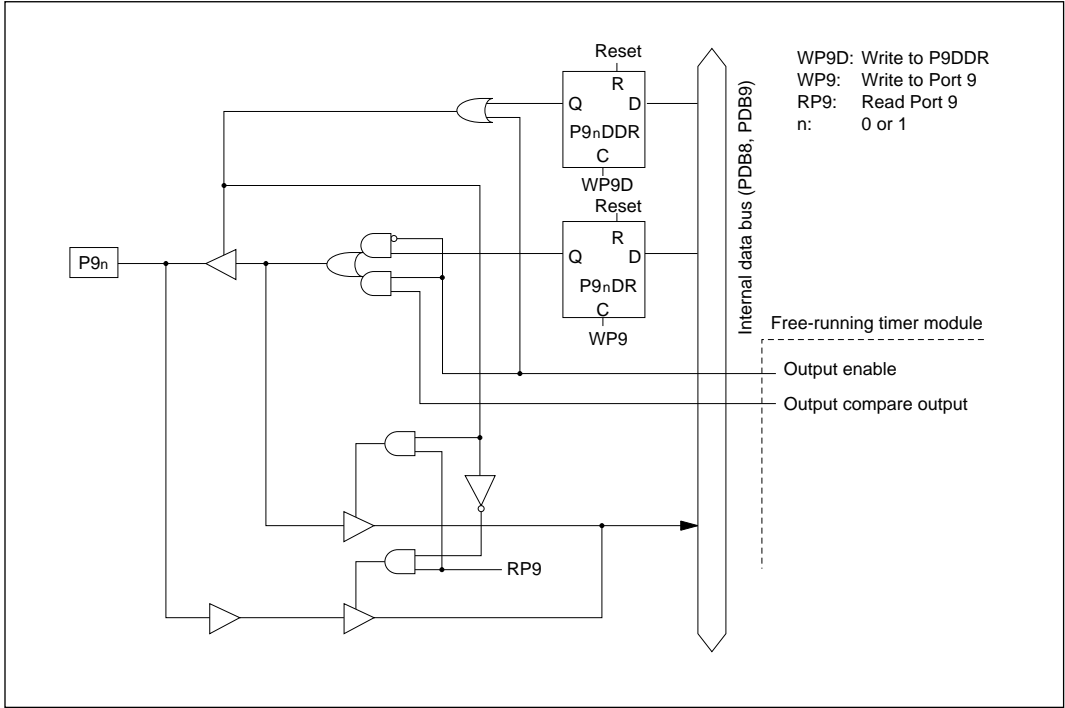 Reset
R
Q D
P9nDDR
C
WP9D
Reset
R
Q D
P9nDR
C
WP9
P9n
Internal data bus (PDB8, PDB9)
WP9D: Write to P9DDR
WP9: Write to Port 9
RP9: Read Port 9
n: 0 or 1
Free-running timer module
Output enable
Output compare output
RP9